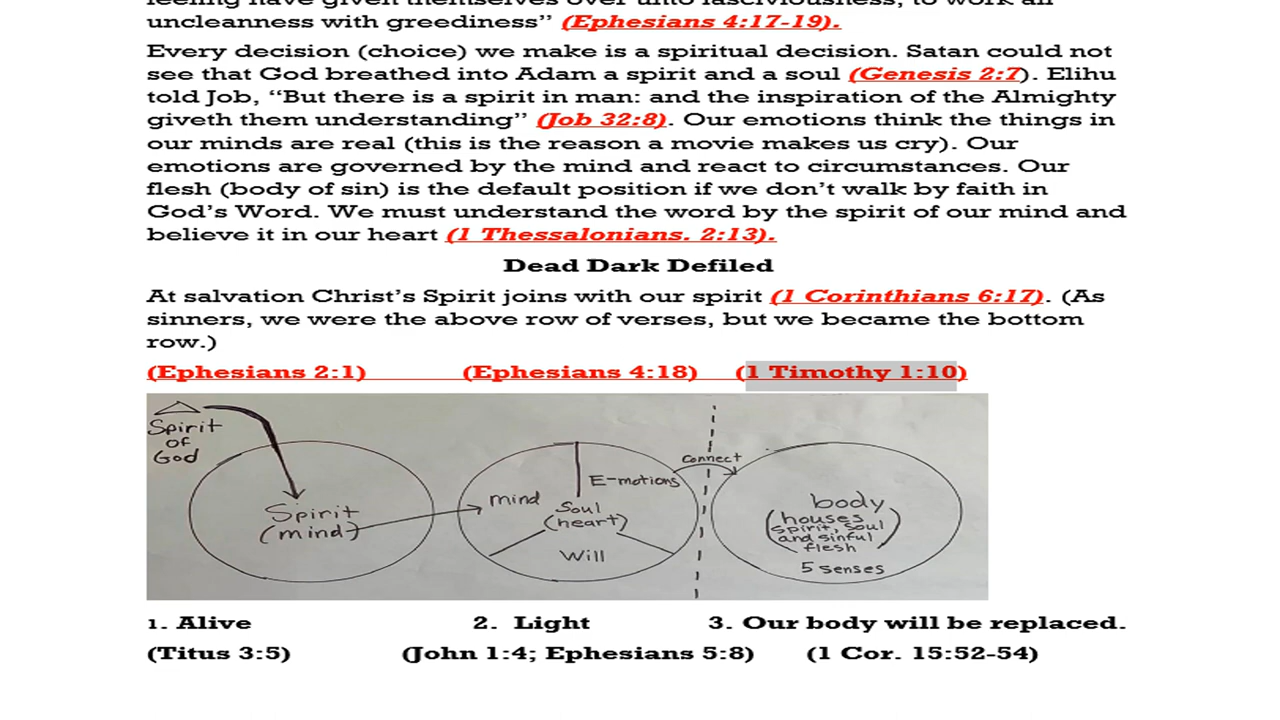 feeling have given themselves over unto lasciviousness, to work all
uncleanness with greediness” (Ephesians 4:17-19).
Every decision (choice) we make is a spiritual decision. Satan could not
see that God breathed into Adam a spirit and a soul (Genesis 2:7). Elihu
told Job, “But there is a spirit in man: and the inspiration of the Almighty
giveth them understanding” (Job 32:8). Our emotions think the things in
our minds are real (this is the reason a movie makes us cry). Our
emotions are governed by the mind and react to circumstances. Our
flesh (body of sin) is the default position if we don’t walk by faith in
God’s Word. We must understand the word by the spirit of our mind and
believe it in our heart (1 Thessalonians. 2:13).
Dead Dark Defiled
At salvation Christ’s Spirit joins with our spirit (1 Corinthians 6:17). (As
sinners, we were the above row of verses, but we became the bottom
row.)
(Ephesians 2:1) (Ephesians 4:18) (1 Timothy 1:10)
Spirit
of
God
Spirit
(mind)
mind
E-motions
Soul
(heart)
Will
Connect
body
(houses
spirit, soul
and sinful
flesh)
5 senses
1. Alive 2. Light 3. Our body will be replaced.
(Titus 3:5) (John 1:4; Ephesians 5:8) (1 Cor. 15:52-54)